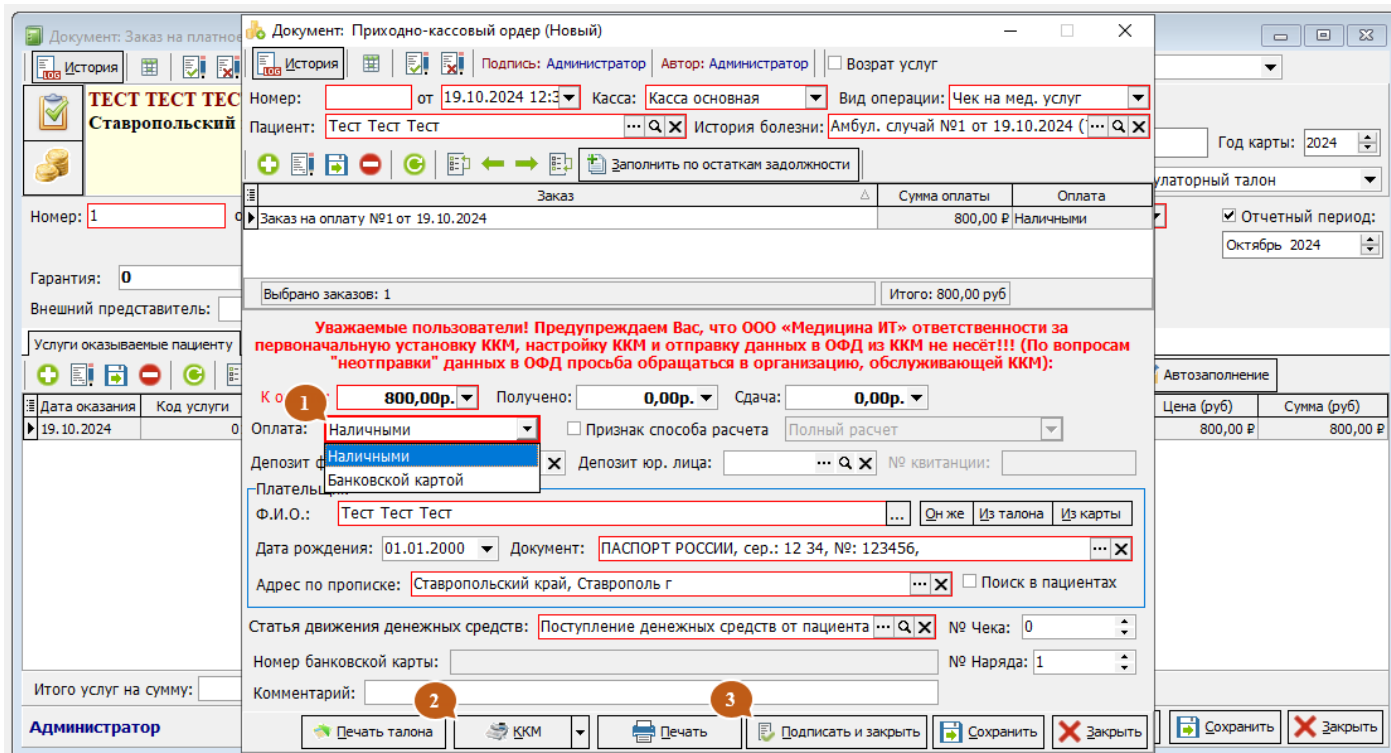 Документ: Заказ на платное
История
ТЕСТ ТЕСТ ТЕС
Ставропольский
Номер: 1
Гарантия: 0
Внешний представитель:
Услуги оказываемые пациенту
Дата оказания Код услуги
19.10.2024 0
Итого услуг на сумму:
Администратор
Документ: Приходно-кассовый ордер (Новый)
История Подпись: Администратор Автор: Администратор Возрат услуг
Номер: от 19.10.2024 12:3 Касса: Касса основная Вид операции: Чек на мед. услуг
Пациент: Тест Тест Тест История болезни: Амбул. случай №1 от 19.10.2024 (
Заполнить по остаткам задолжности
Заказ Сумма оплаты Оплата
Заказ на оплату №1 от 19.10.2024 800,00 ₽ Наличными
Выбрано заказов: 1 Итого: 800,00 руб
Уважаемые пользователи! Предупреждаем Вас, что ООО «Медицина ИТ» ответственности за
первоначальную установку ККМ, настройку ККМ и отправку данных в ОФД из ККМ не несёт!!! (По вопросам
"неотправки" данных в ОФД просьба обращаться в организацию, обслуживающей ККМ):
К о 1 : 800,00р. Получено: 0,00р. Сдача: 0,00р.
Оплата: Наличными Признак способа расчета Полный расчет
Наличными
Банковской картой
Депозит ф Депозит юр. лица: № квитанции:
Плательщи
Ф.И.О.: Тест Тест Тест ... Он же Из талона Из карты
Дата рождения: 01.01.2000 Документ: ПАСПОРТ РОССИИ, сер.: 12 34, №: 123456,
Адрес по прописке: Ставропольский край, Ставрополь г Поиск в пациентах
Статья движения денежных средств: Поступление денежных средств от пациента № Чека: 0
Номер банковской карты: № Наряда: 1
Комментарий:
2 3
Печать талона ККМ Печать Подписать и закрыть Сохранить Закрыть
Год карты: 2024
улаторный талон
Отчетный период:
Октябрь 2024
Автозаполнение
Цена (руб) Сумма (руб)
800,00 ₽ 800,00 ₽
Сохранить Закрыть